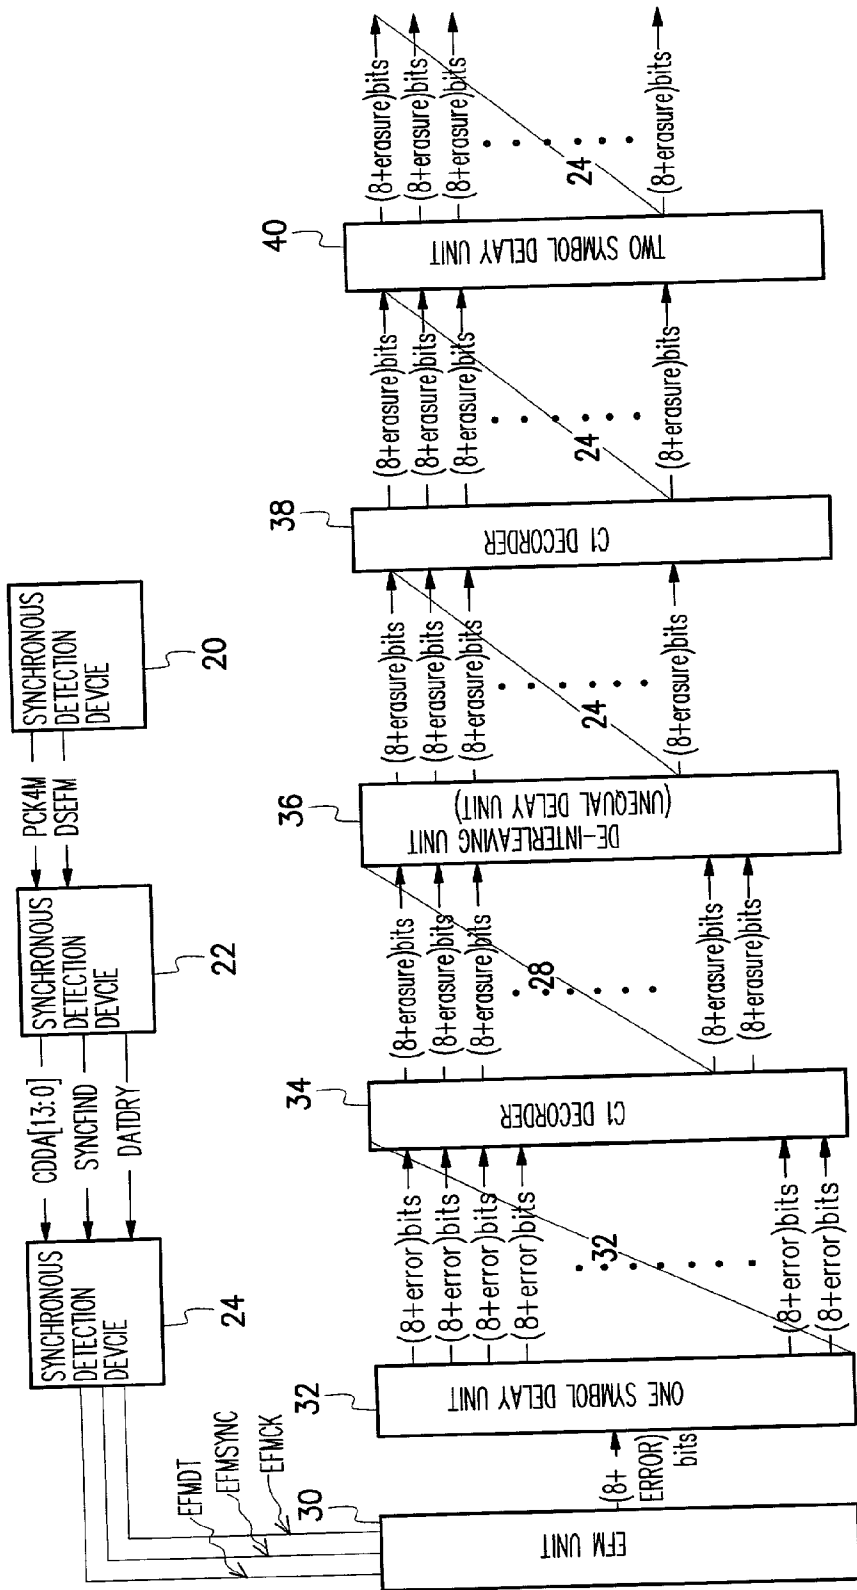 SYNCHRONOUS
DETECTION
DEVCIE
20
PCK4M
DSEFM
SYNCHRONOUS
DETECTION
DEVCIE
22
CDDA[13:0]
SYNCFIND
DATDRY
SYNCHRONOUS
DETECTION
DEVCIE
24
EFMDT
EFMSYNC
EFMCK
30
EFM UNIT
(8+
ERROR)
bits
32
ONE SYMBOL DELAY UNIT
(8+error)bits
(8+error)bits
(8+error)bits
(8+error)bits
32
(8+error)bits
(8+error)bits
34
C1 DECORDER
(8+erasure)bits
(8+erasure)bits
(8+erasure)bits
28
(8+erasure)bits
(8+erasure)bits
36
DE-INTERLEAVING UNIT
(UNEQUAL DELAY UNIT)
(8+erasure)bits
(8+erasure)bits
(8+erasure)bits
24
(8+erasure)bits
38
C1 DECORDER
(8+erasure)bits
(8+erasure)bits
(8+erasure)bits
24
(8+erasure)bits
40
TWO SYMBOL DELAY UNIT
(8+erasure)bits
(8+erasure)bits
(8+erasure)bits
24
(8+erasure)bits